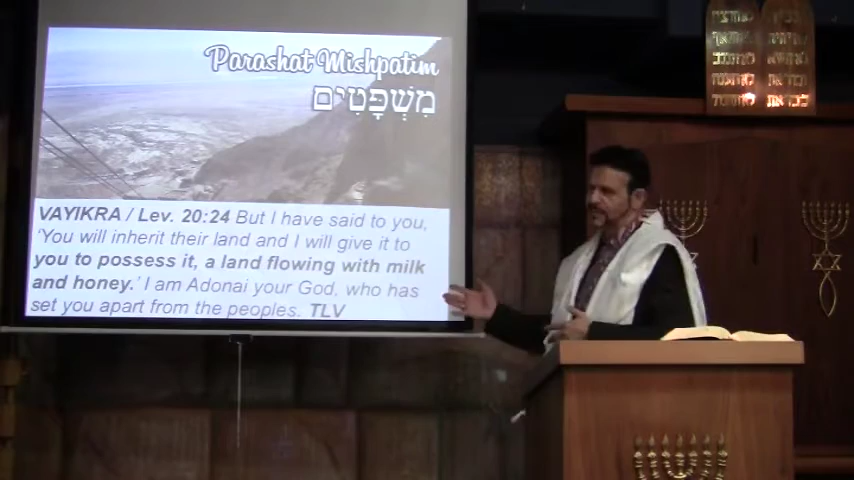 Parashat Mishpatim
מִשְׁפָּטִים
VAYIKRA / Lev. 20:24 But I have said to you,
'You will inherit their land and I will give it to
you to possess it, a land flowing with milk
and honey.' I am ADONAI your God, who has
set you apart from the peoples. TLV